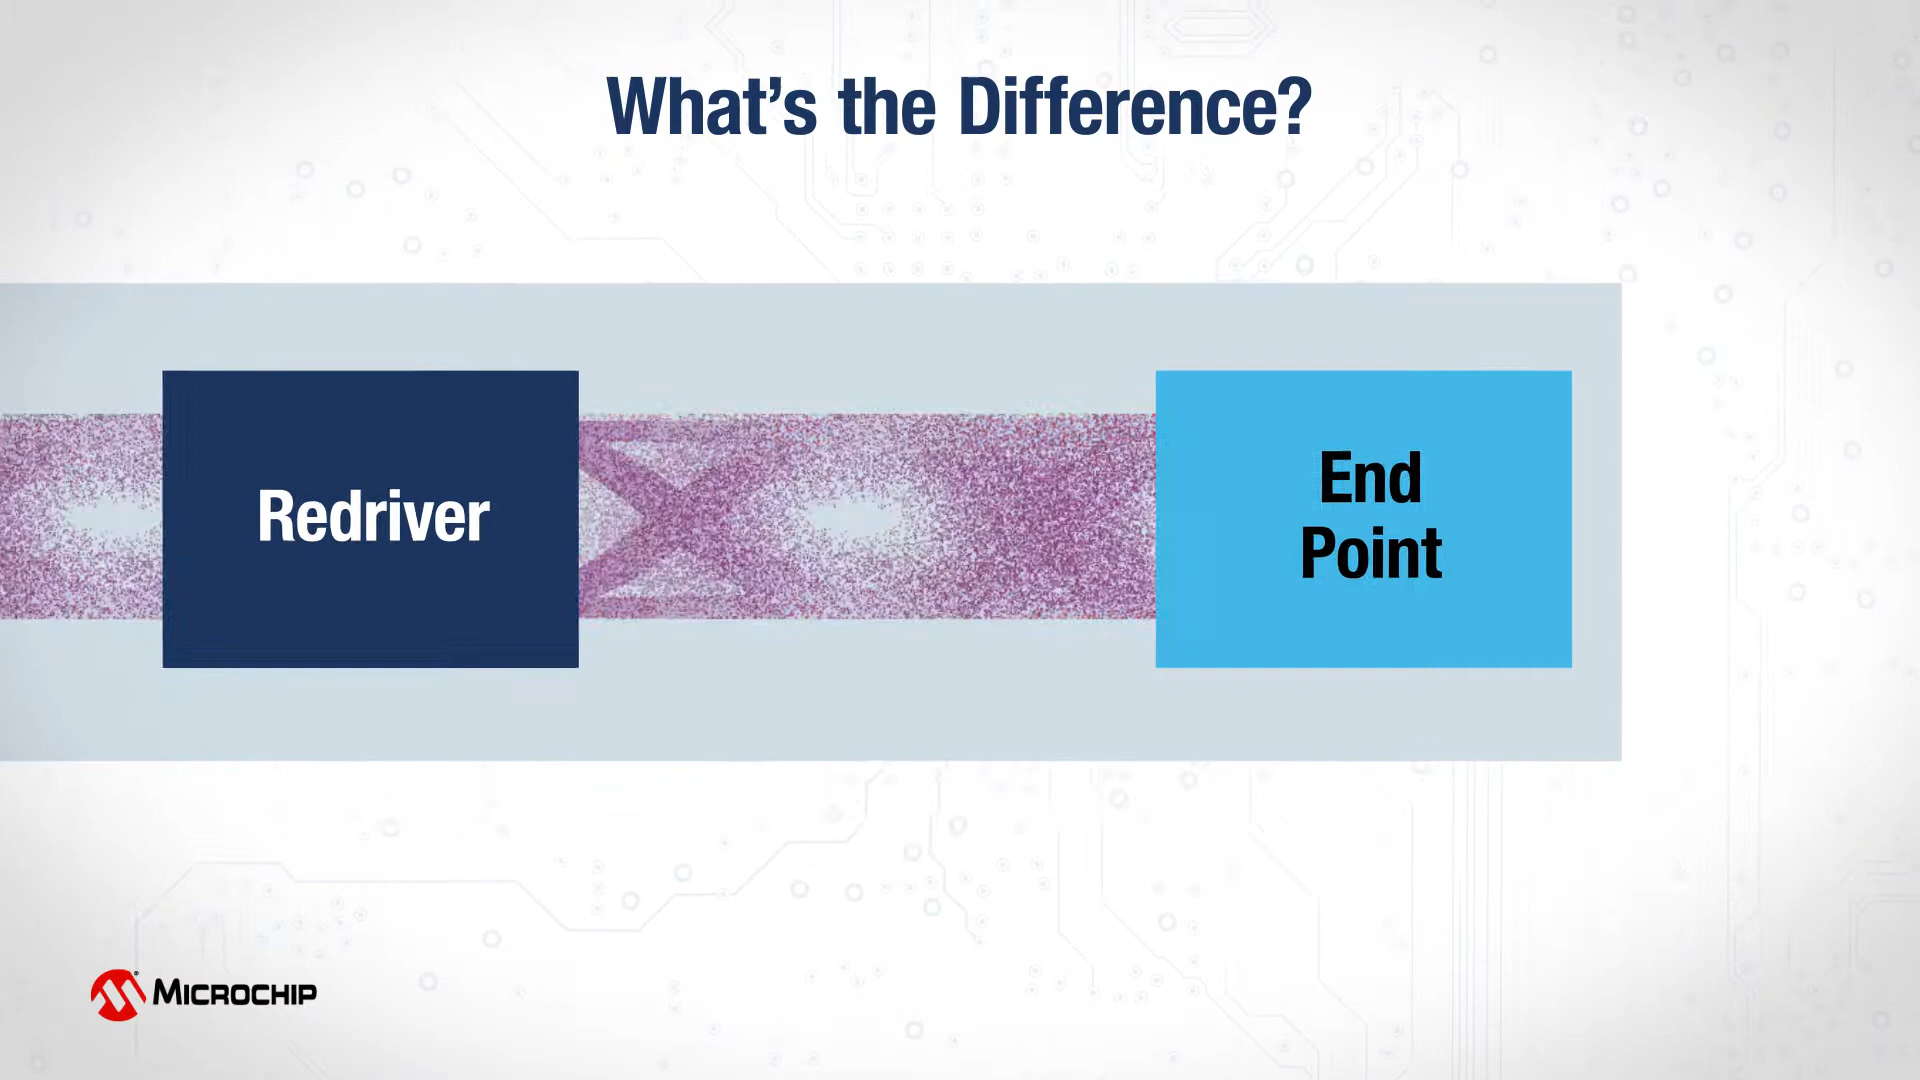 What's the Difference?
Redriver
End
Point
MICROCHIP